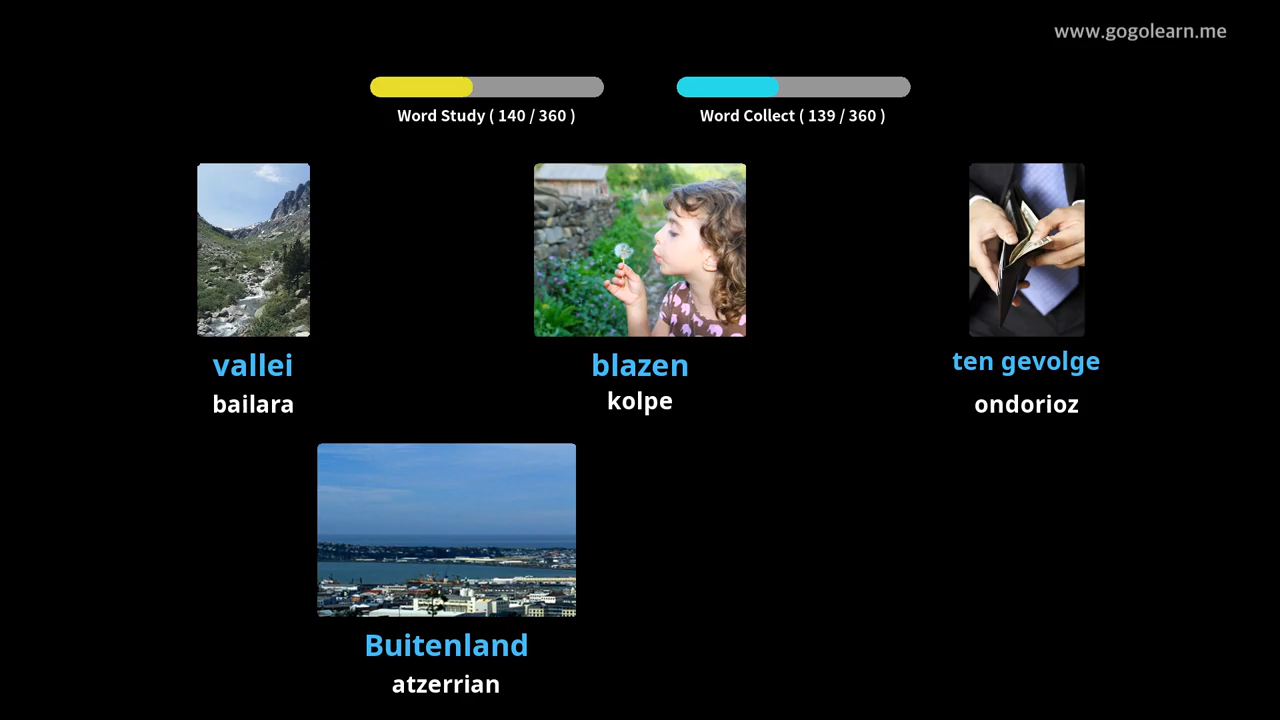 www.gogolearn.me
Word Study ( 140 / 360 )
Word Collect ( 139 / 360 )
vallei
bailara
blazen
kolpe
ten gevolge
ondorioz
Buitenland
atzerrian